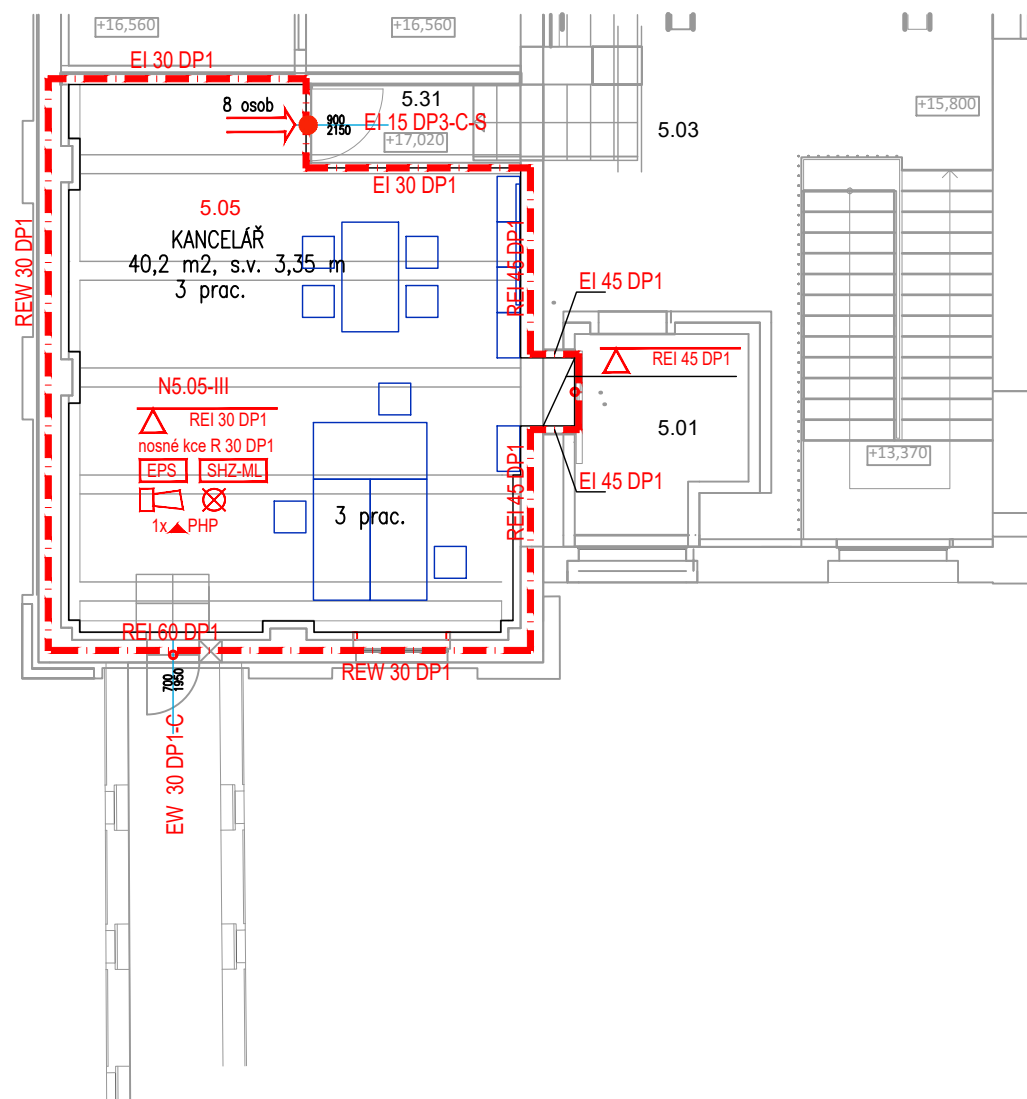 +16,560
+16,560
EI 30 DP1
8 osob
900
2150
5.31
EI 15 DP3-C-S
+17,020
+15,800
5.03
EI 30 DP1
5.05
KANCELÁŘ
40,2 m2, s.v. 3,35 m
3 prac.
REW 30 DP1
REI 45 DP1
EI 45 DP1
REI 45 DP1
N5.05-III
REI 30 DP1
nosné kce R 30 DP1
EPS
SHZ-ML
1x PHP
5.01
+13,370
EI 45 DP1
REI 45 DP1
3 prac.
REI 60 DP1
REW 30 DP1
700
1950
EW 30 DP1-C